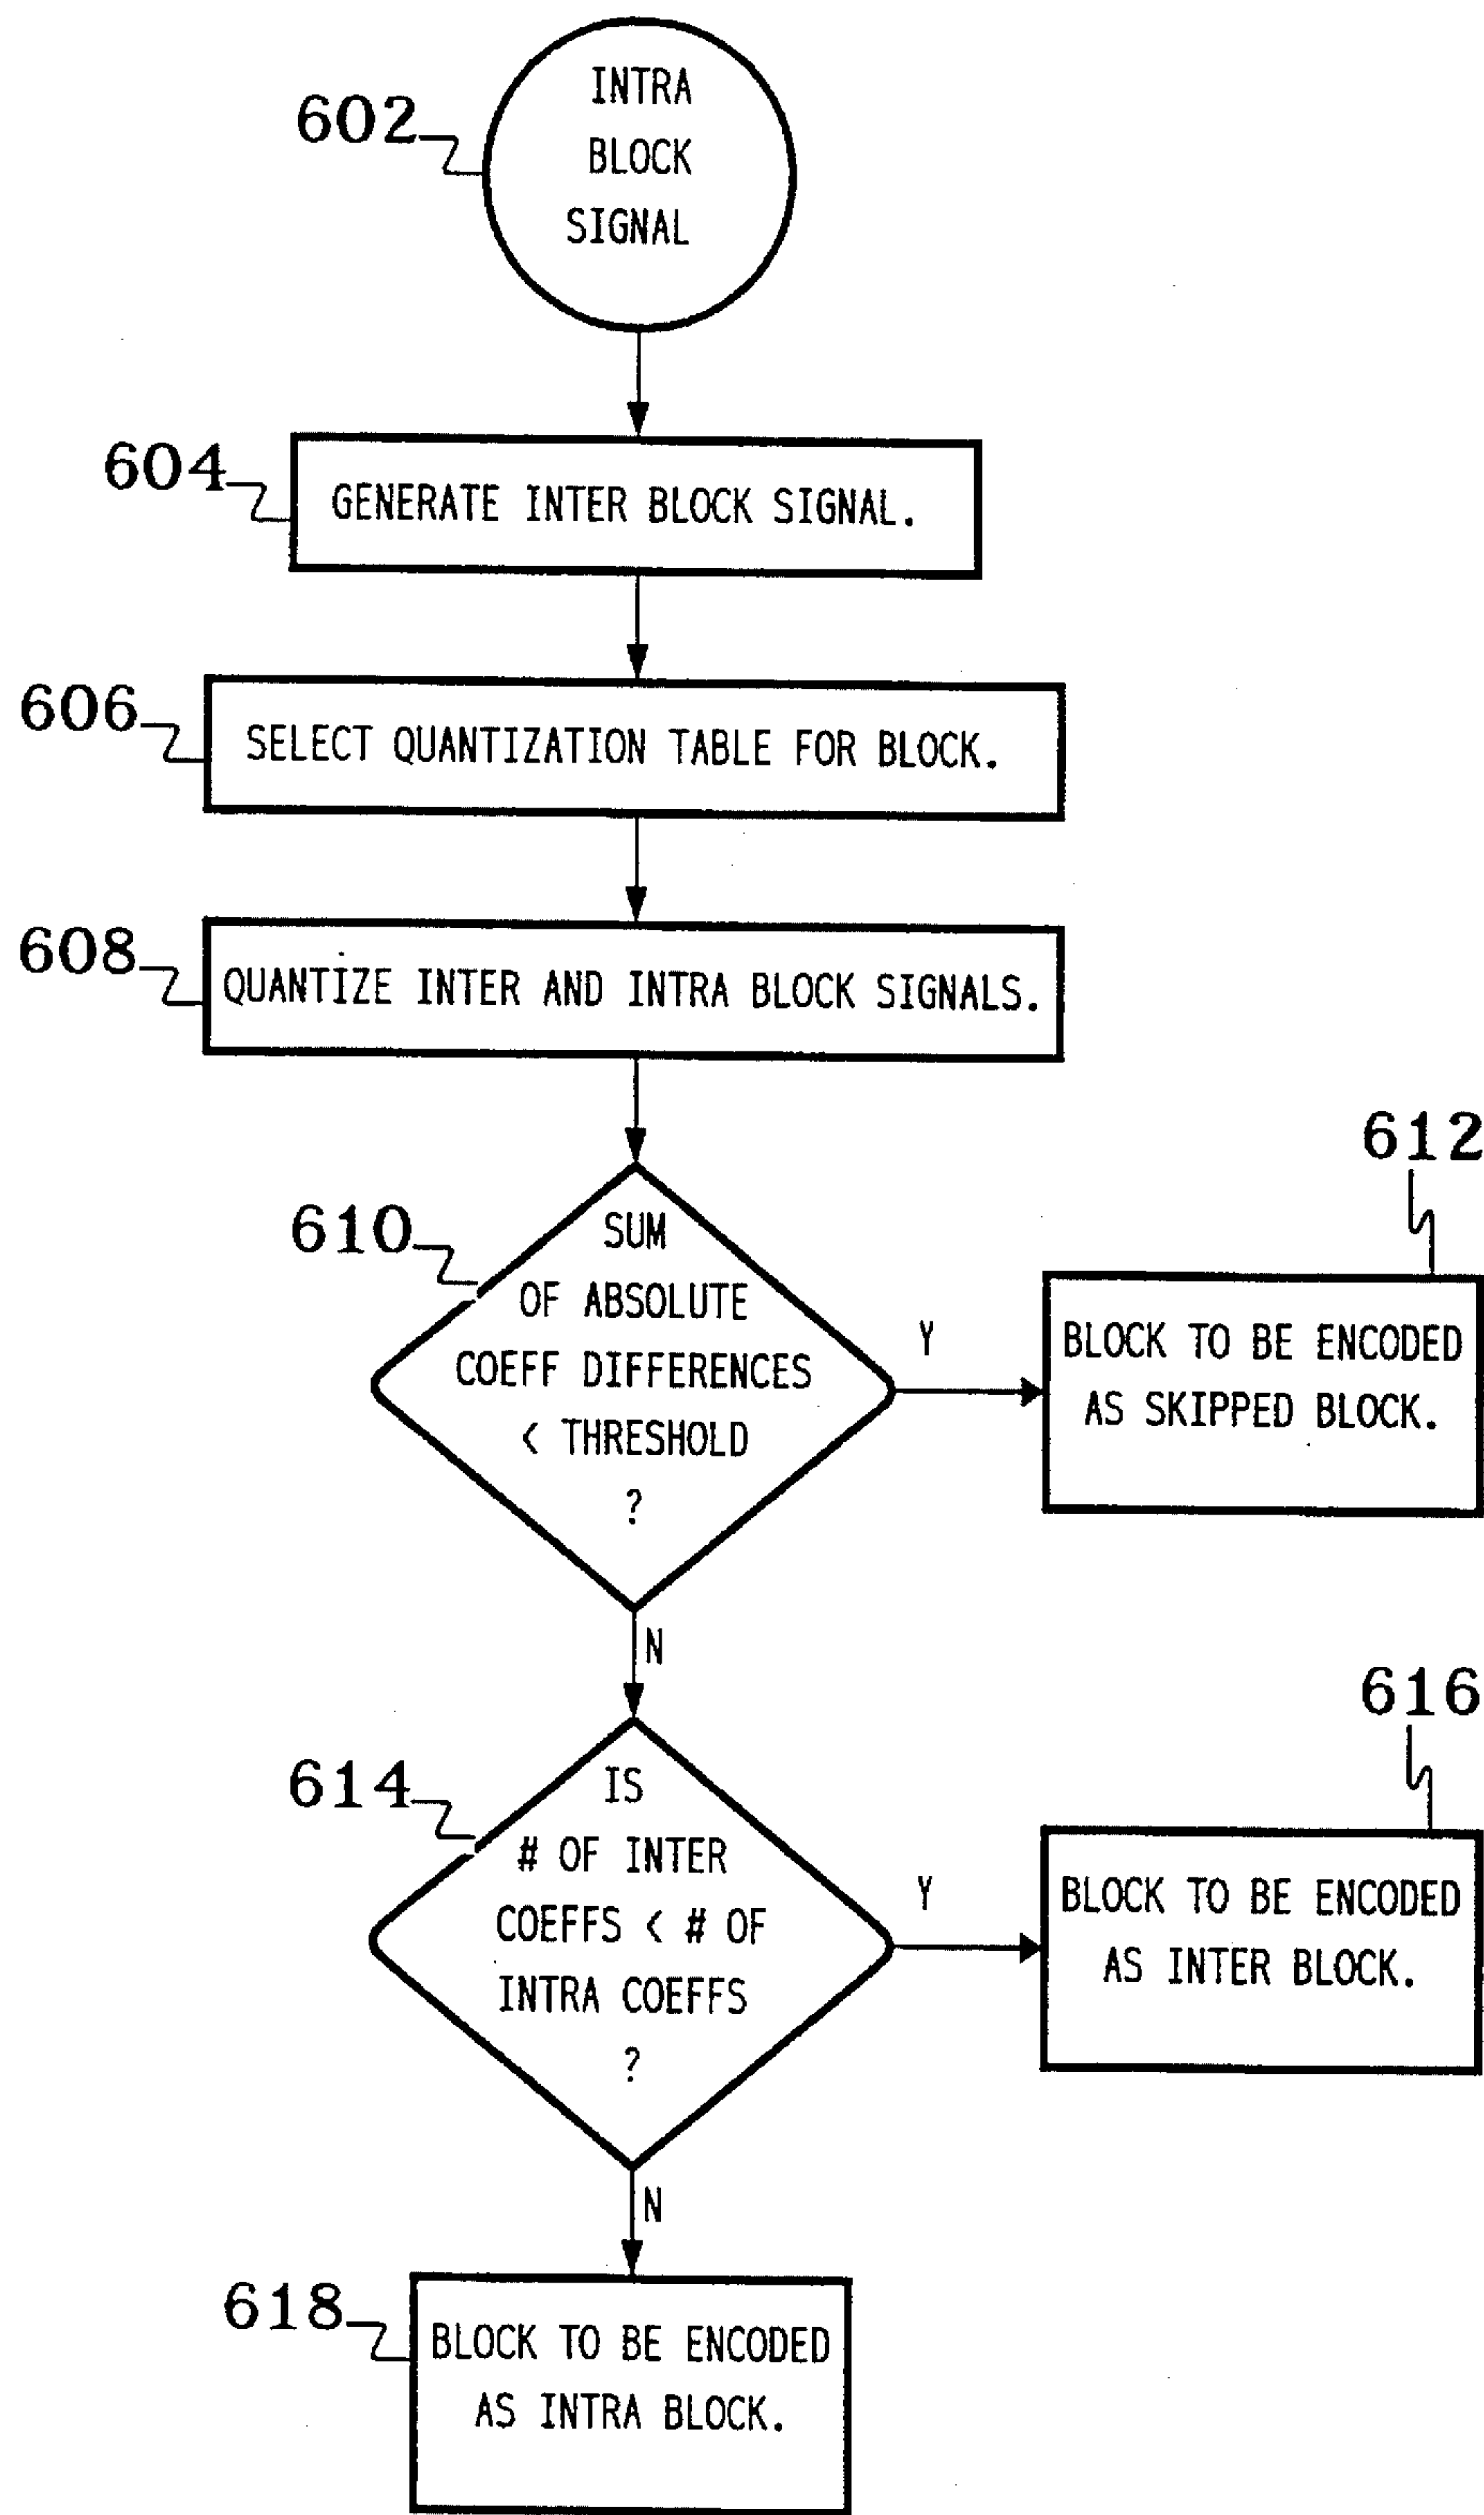 602
INTRA
BLOCK
SIGNAL
604
GENERATE INTER BLOCK SIGNAL.
606
SELECT QUANTIZATION TABLE FOR BLOCK.
608
QUANTIZE INTER AND INTRA BLOCK SIGNALS.
610
SUM
OF ABSOLUTE
COEFF DIFFERENCES
< THRESHOLD
?
Y
612
BLOCK TO BE ENCODED
AS SKIPPED BLOCK.
N
614
IS
# OF INTER
COEFFS < # OF
INTRA COEFFS
?
Y
616
BLOCK TO BE ENCODED
AS INTER BLOCK.
N
618
BLOCK TO BE ENCODED
AS INTRA BLOCK.